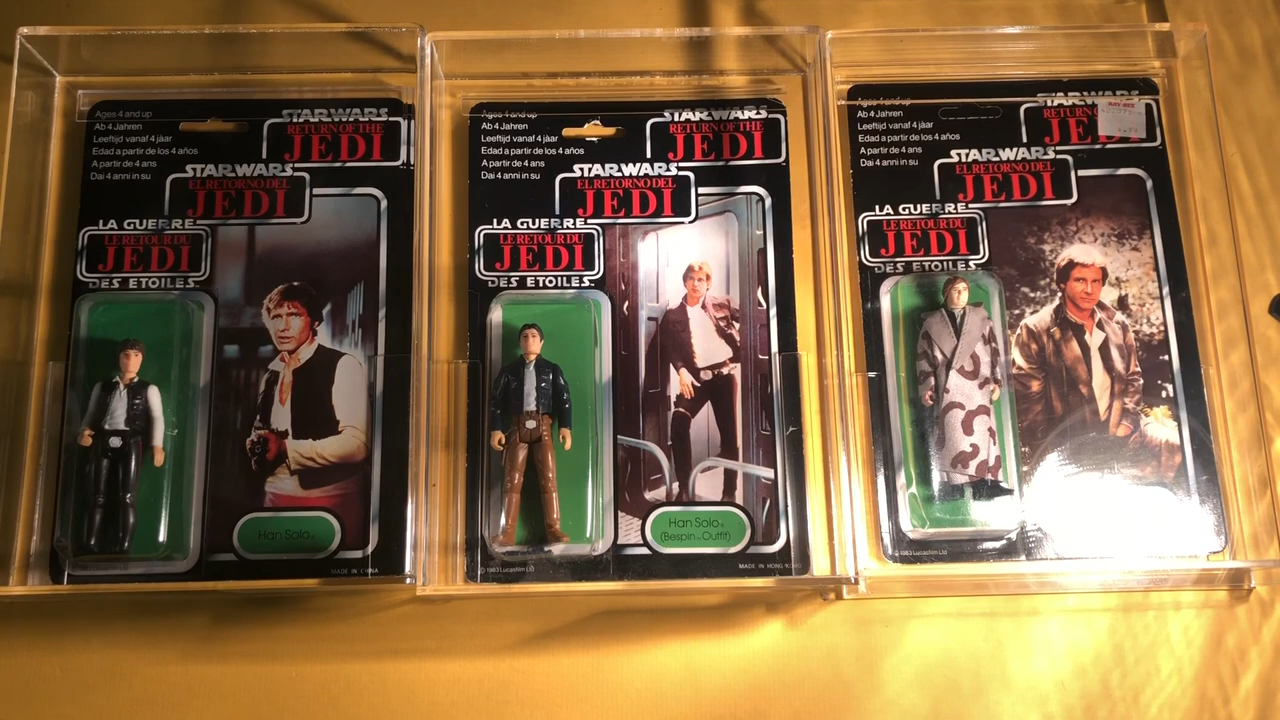 Ages 4 and up
Ab 4 Jahren
Leeftijd vanaf 4 jaar
Edad a partir de los 4 años
A partir de 4 ans
Dai 4 anni in su
STAR WARS
RETURN OF THE
JEDI
STAR WARS
EL RETORNO DEL
JEDI
LA GUERRE
LE RETOUR DU
JEDI
DES ETOILES
Han Solo
MADE IN CHINA
Ages 4 and up
Ab 4 Jahren
Leeftijd vanaf 4 jaar
Edad a partir de los 4 años
A partir de 4 ans
Dai 4 anni in su
STAR WARS
RETURN OF THE
JEDI
STAR WARS
EL RETORNO DEL
JEDI
LA GUERRE
LE RETOUR DU
JEDI
DES ETOILES
Han Solo
(Bespin™ Outfit)
© 1983 Lucasfilm Ltd
MADE IN HONG KONG
Ages 4 and up
Ab 4 Jahren
Leeftijd vanaf 4 jaar
Edad a partir de los 4 años
A partir de 4 ans
Dai 4 anni in su
STAR WARS
RETURN
JEDI
STAR WARS
EL RETORNO DEL
JEDI
LA GUERRE
LE RETOUR DU
JEDI
DES ETOILES
© 1983 Lucasfilm Ltd